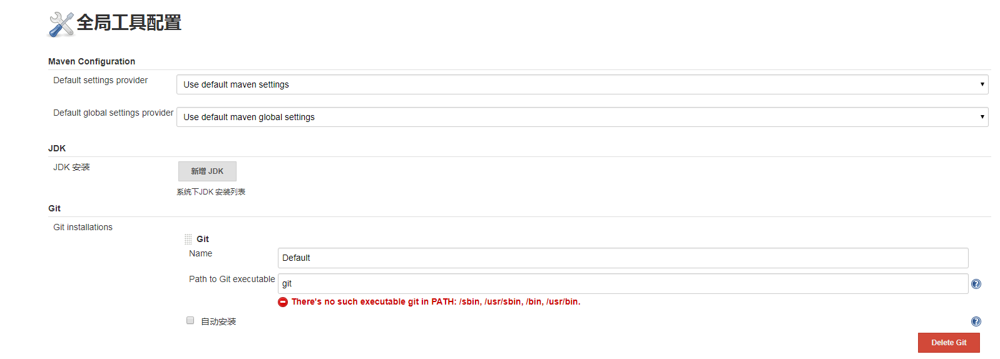 全局工具配置
Maven Configuration
Default settings provider
Use default maven settings
Default global settings provider
Use default maven global settings
JDK
JDK 安装
新增 JDK
系统下JDK 安装列表
Git
Git installations
Git
Name
Default
Path to Git executable
git
There's no such executable git in PATH: /sbin, /usr/sbin, /bin, /usr/bin.
自动安装
Delete Git